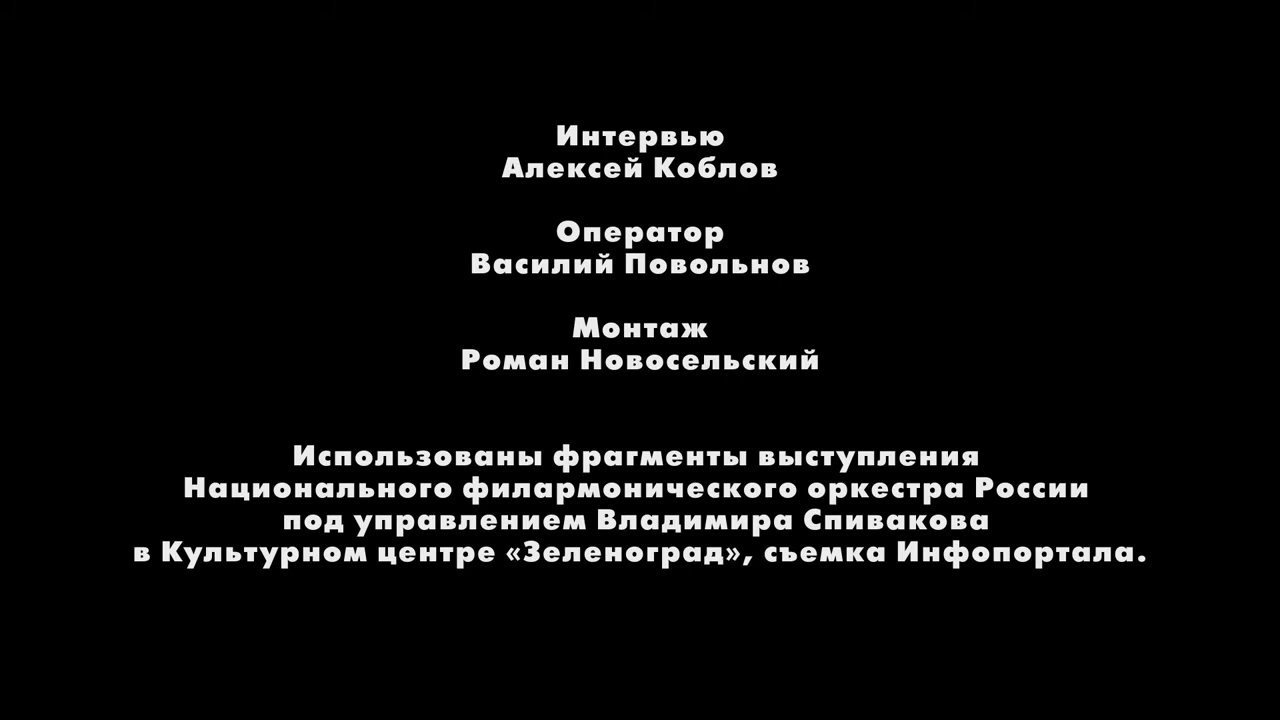 Интервью
Алексей Коблов
Оператор
Василий Повольнов
Монтаж
Роман Новосельский
Использованы фрагменты выступления
Национального филармонического оркестра России
под управлением Владимира Спивакова
в Культурном центре «Зеленоград», съемка Инфопортала.